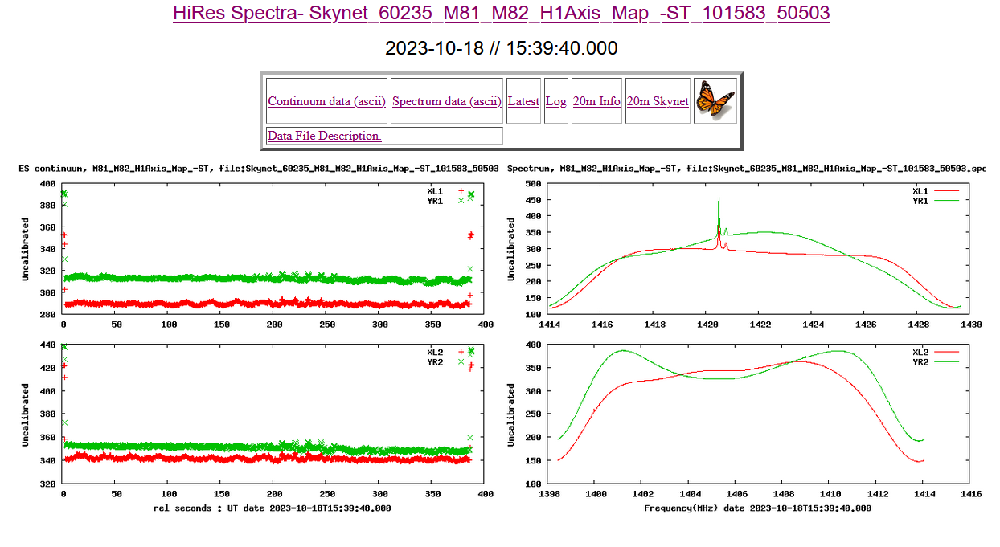 HiRes Spectra- Skynet_60235_M81_M82_H1Axis_Map_-ST_101583_50503
2023-10-18 // 15:39:40.000
Continuum data (ascii) Spectrum data (ascii) Latest Log 20m Info 20m Skynet
Data File Description.
ES continuum, M81_M82_H1Axis_Map_-ST, file:Skynet_60235_M81_M82_H1Axis_Map_-ST_101583_50503
400
380
360
340
320
300
280
Uncalibrated
XL1
YR1
0 50 100 150 200 250 300 350 400
Spectrum, M81_M82_H1Axis_Map_-ST, file:Skynet_60235_M81_M82_H1Axis_Map_-ST_101583_50503.spe
500
450
400
350
300
250
200
150
100
Uncalibrated
XL1
YR1
1414 1416 1418 1420 1422 1424 1426 1428 1430
440
420
400
380
360
340
320
Uncalibrated
XL2
YR2
0 50 100 150 200 250 300 350 400
rel seconds : UT date 2023-10-18T15:39:40.000
400
350
300
250
200
150
100
Uncalibrated
XL2
YR2
1398 1400 1402 1404 1406 1408 1410 1412 1414 1416
Frequency(MHz) date 2023-10-18T15:39:40.000